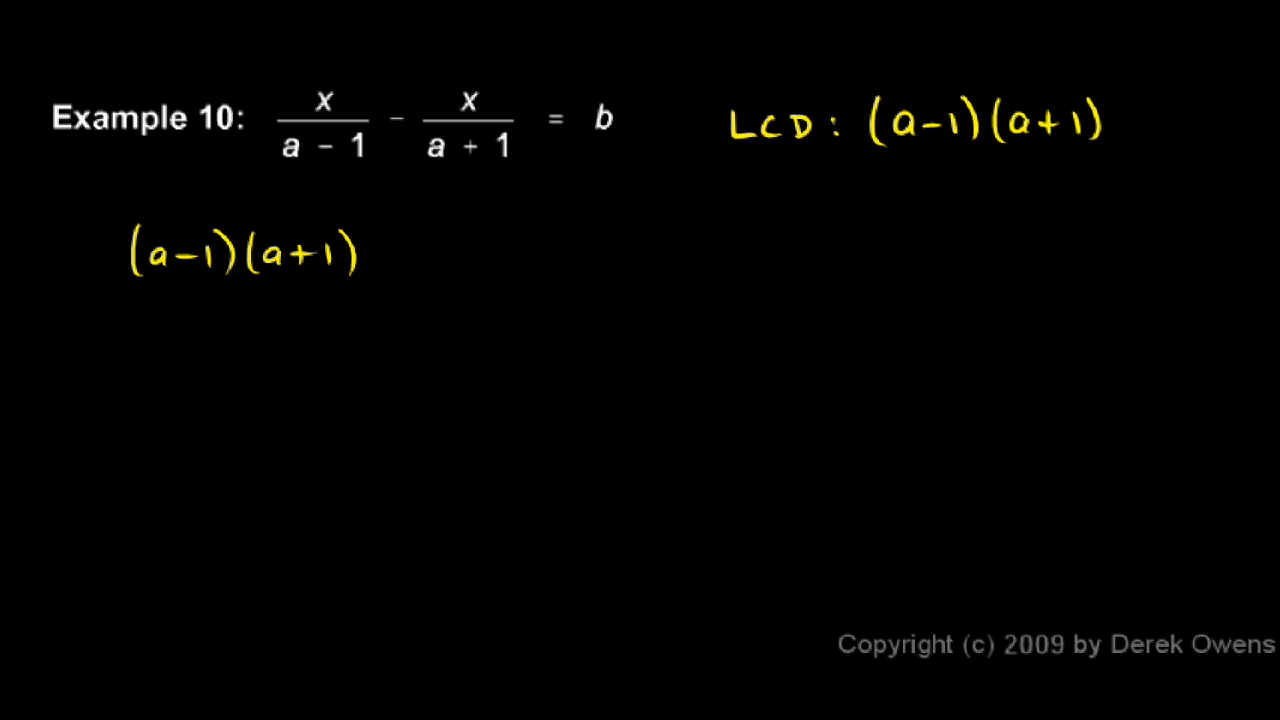 Example 10: x/(a - 1) - x/(a + 1) = b
LCD: (a-1)(a+1)
(a-1)(a+1)
Copyright (c) 2009 by Derek Owens